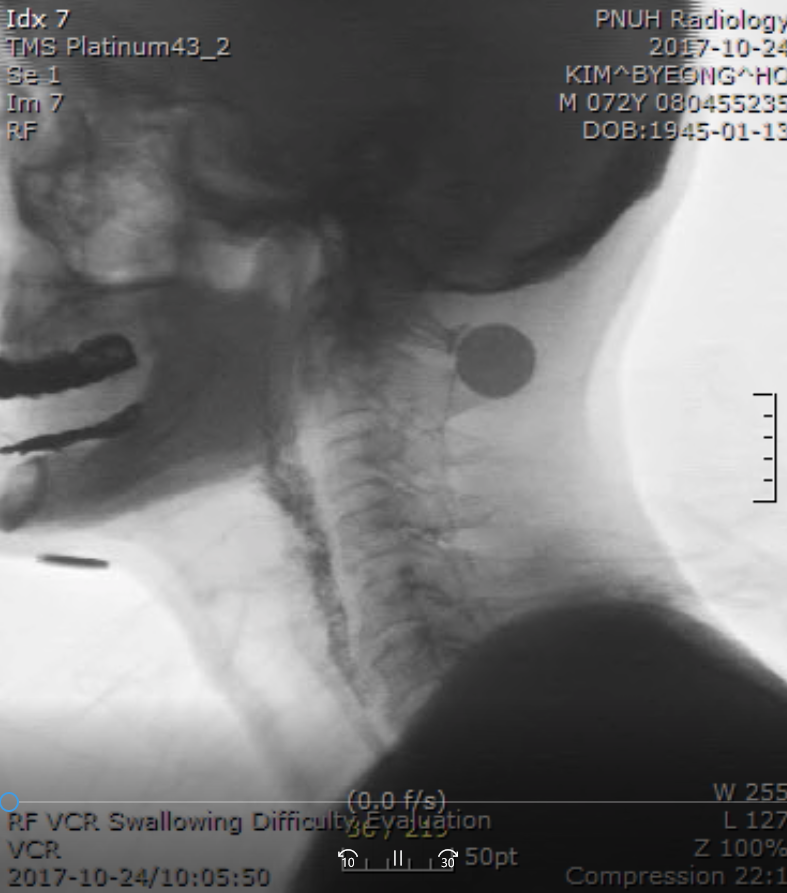 Idx 7
TMS Platinum43_2
Se 1
Im 7
RF
PNUH Radiology
2017-10-24
KIM^BYEONG^HO
M 072Y 080455235
DOB:1945-01-13
(0.0 f/s)
RF VCR Swallowing Difficulty Evaluation
VCR
2017-10-24/10:05:50
10
30
50pt
W 255
L 127
Z 100%
Compression 22:1